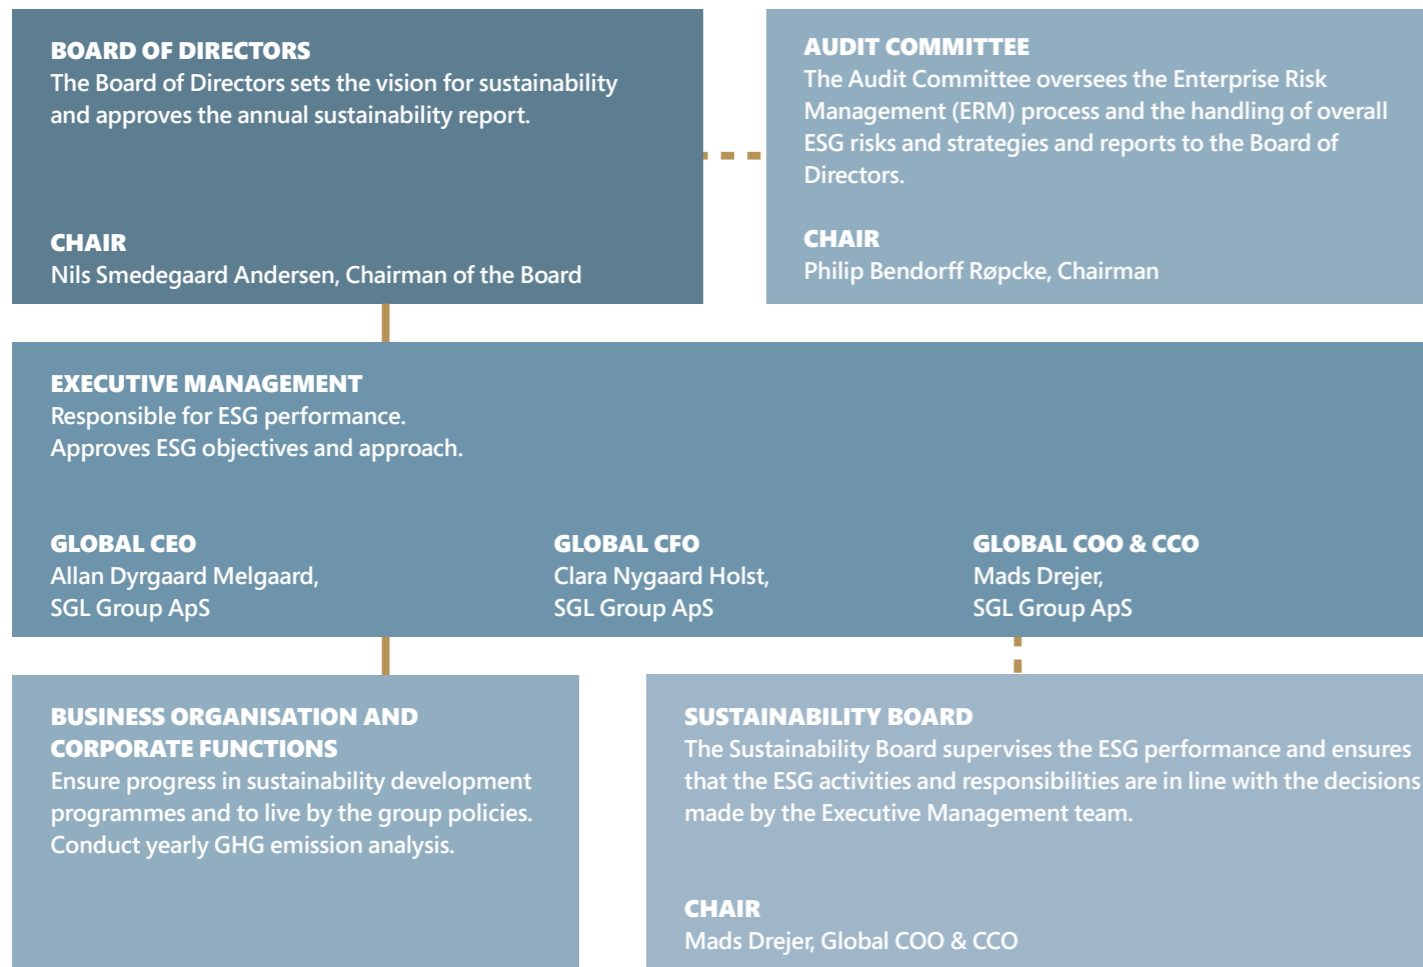 BOARD OF DIRECTORS
The Board of Directors sets the vision for sustainability
and approves the annual sustainability report.
CHAIR
Nils Smedegaard Andersen, Chairman of the Board
AUDIT COMMITTEE
The Audit Committee oversees the Enterprise Risk
Management (ERM) process and the handling of overall
ESG risks and strategies and reports to the Board of
Directors.
CHAIR
Philip Bendorff Røpcke, Chairman
EXECUTIVE MANAGEMENT
Responsible for ESG performance.
Approves ESG objectives and approach.
GLOBAL CEO
Allan Dyrgaard Melgaard,
SGL Group ApS
GLOBAL CFO
Clara Nygaard Holst,
SGL Group ApS
GLOBAL COO & CCO
Mads Drejer,
SGL Group ApS
BUSINESS ORGANISATION AND
CORPORATE FUNCTIONS
Ensure progress in sustainability development
programmes and to live by the group policies.
Conduct yearly GHG emission analysis.
SUSTAINABILITY BOARD
The Sustainability Board supervises the ESG performance and ensures
that the ESG activities and responsibilities are in line with the decisions
made by the Executive Management team.
CHAIR
Mads Drejer, Global COO & CCO